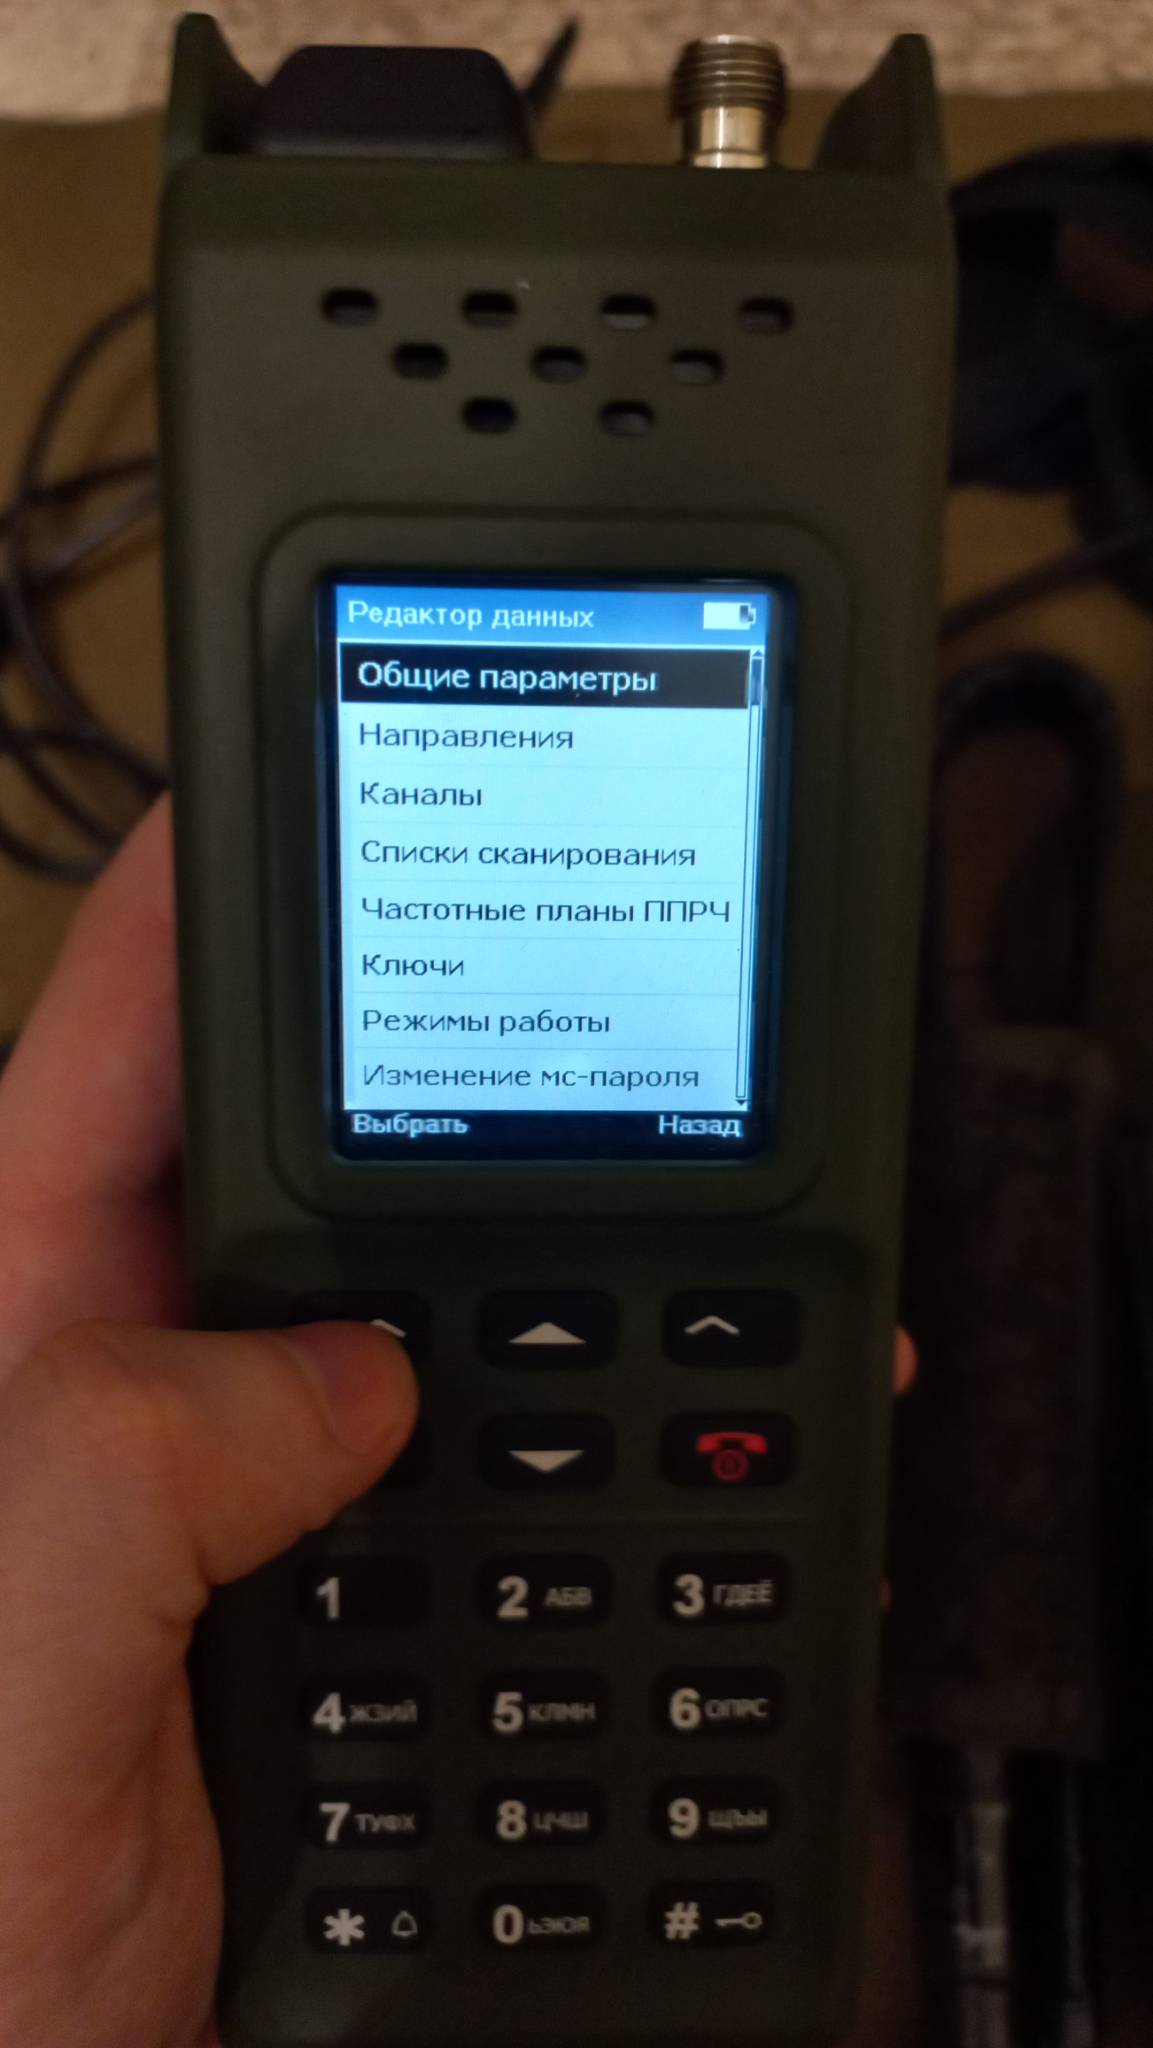 Редактор данных
Общие параметры
Направления
Каналы
Списки сканирования
Частотные планы ППРЧ
Ключи
Режимы работы
Изменение мс-пароля
Выбрать Назад
1 2 АБВ 3 ГДЕЁ
4 ЖЗИЙ 5 КЛМН 6 ОПРС
7 ТУФХ 8 ЦЧШ 9 ЩЪЫ
* 0 ЬЭЮЯ #